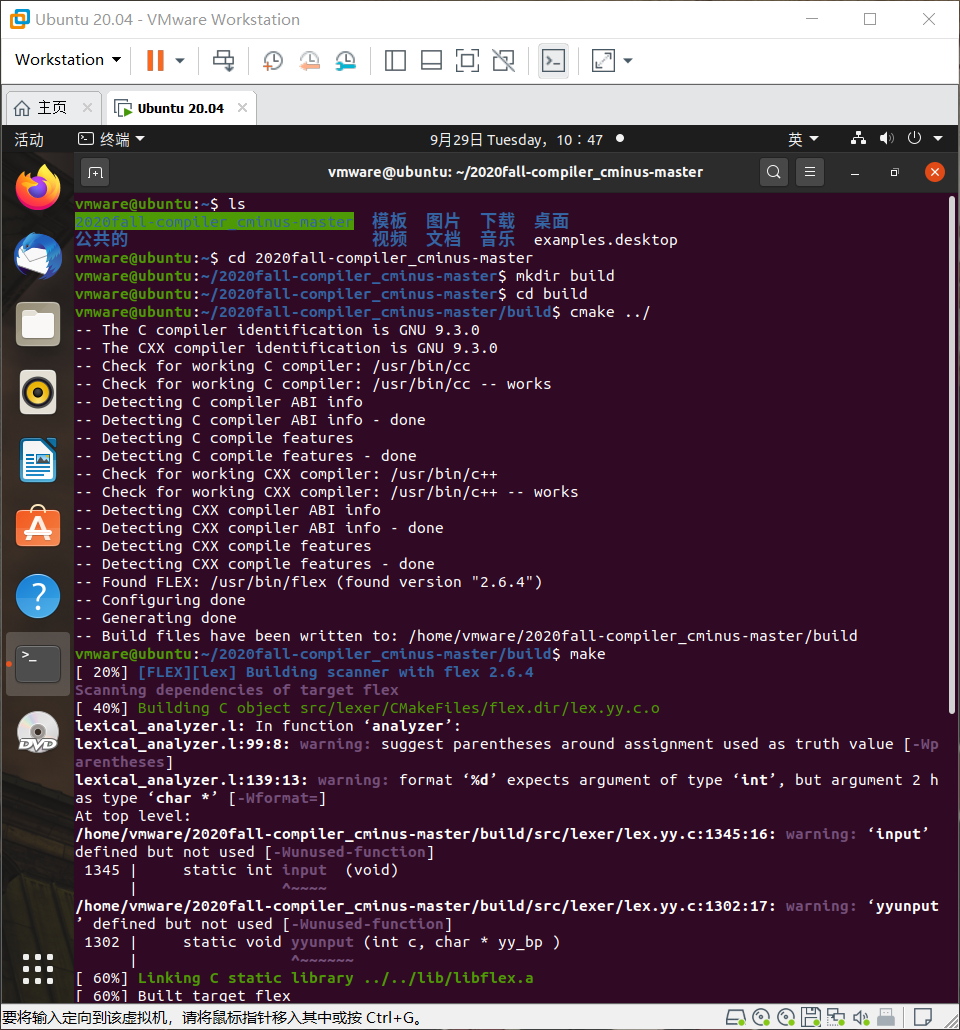 Ubuntu 20.04 - VMware Workstation
Workstation
主页
Ubuntu 20.04
活动
终端
9月29日 Tuesday, 10：47
英
vmware@ubuntu: ~/2020fall-compiler_cminus-master
vmware@ubuntu:~$ ls
2020fall-compiler_cminus-master 模板 图片 下载 桌面
公共的 视频 文档 音乐 examples.desktop
vmware@ubuntu:~$ cd 2020fall-compiler_cminus-master
vmware@ubuntu:~/2020fall-compiler_cminus-master$ mkdir build
vmware@ubuntu:~/2020fall-compiler_cminus-master$ cd build
vmware@ubuntu:~/2020fall-compiler_cminus-master/build$ cmake ../
-- The C compiler identification is GNU 9.3.0
-- The CXX compiler identification is GNU 9.3.0
-- Check for working C compiler: /usr/bin/cc
-- Check for working C compiler: /usr/bin/cc -- works
-- Detecting C compiler ABI info
-- Detecting C compiler ABI info - done
-- Detecting C compile features
-- Detecting C compile features - done
-- Check for working CXX compiler: /usr/bin/c++
-- Check for working CXX compiler: /usr/bin/c++ -- works
-- Detecting CXX compiler ABI info
-- Detecting CXX compiler ABI info - done
-- Detecting CXX compile features
-- Detecting CXX compile features - done
-- Found FLEX: /usr/bin/flex (found version "2.6.4")
-- Configuring done
-- Generating done
-- Build files have been written to: /home/vmware/2020fall-compiler_cminus-master/build
vmware@ubuntu:~/2020fall-compiler_cminus-master/build$ make
[ 20%] [FLEX][lex] Building scanner with flex 2.6.4
Scanning dependencies of target flex
[ 40%] Building C object src/lexer/CMakeFiles/flex.dir/lex.yy.c.o
lexical_analyzer.l: In function ‘analyzer’:
lexical_analyzer.l:99:8: warning: suggest parentheses around assignment used as truth value [-Wp
arentheses]
lexical_analyzer.l:139:13: warning: format ‘%d’ expects argument of type ‘int’, but argument 2 h
as type ‘char *’ [-Wformat=]
At top level:
/home/vmware/2020fall-compiler_cminus-master/build/src/lexer/lex.yy.c:1345:16: warning: ‘input’
defined but not used [-Wunused-function]
1345 | static int input (void)
| ^~~~~
/home/vmware/2020fall-compiler_cminus-master/build/src/lexer/lex.yy.c:1302:17: warning: ‘yyunput
’ defined but not used [-Wunused-function]
1302 | static void yyunput (int c, char * yy_bp )
| ^~~~~~~
[ 60%] Linking C static library ../../lib/libflex.a
[ 60%] Built target flex
DVD
要将输入定向到该虚拟机，请将鼠标指针移入其中或按 Ctrl+G。